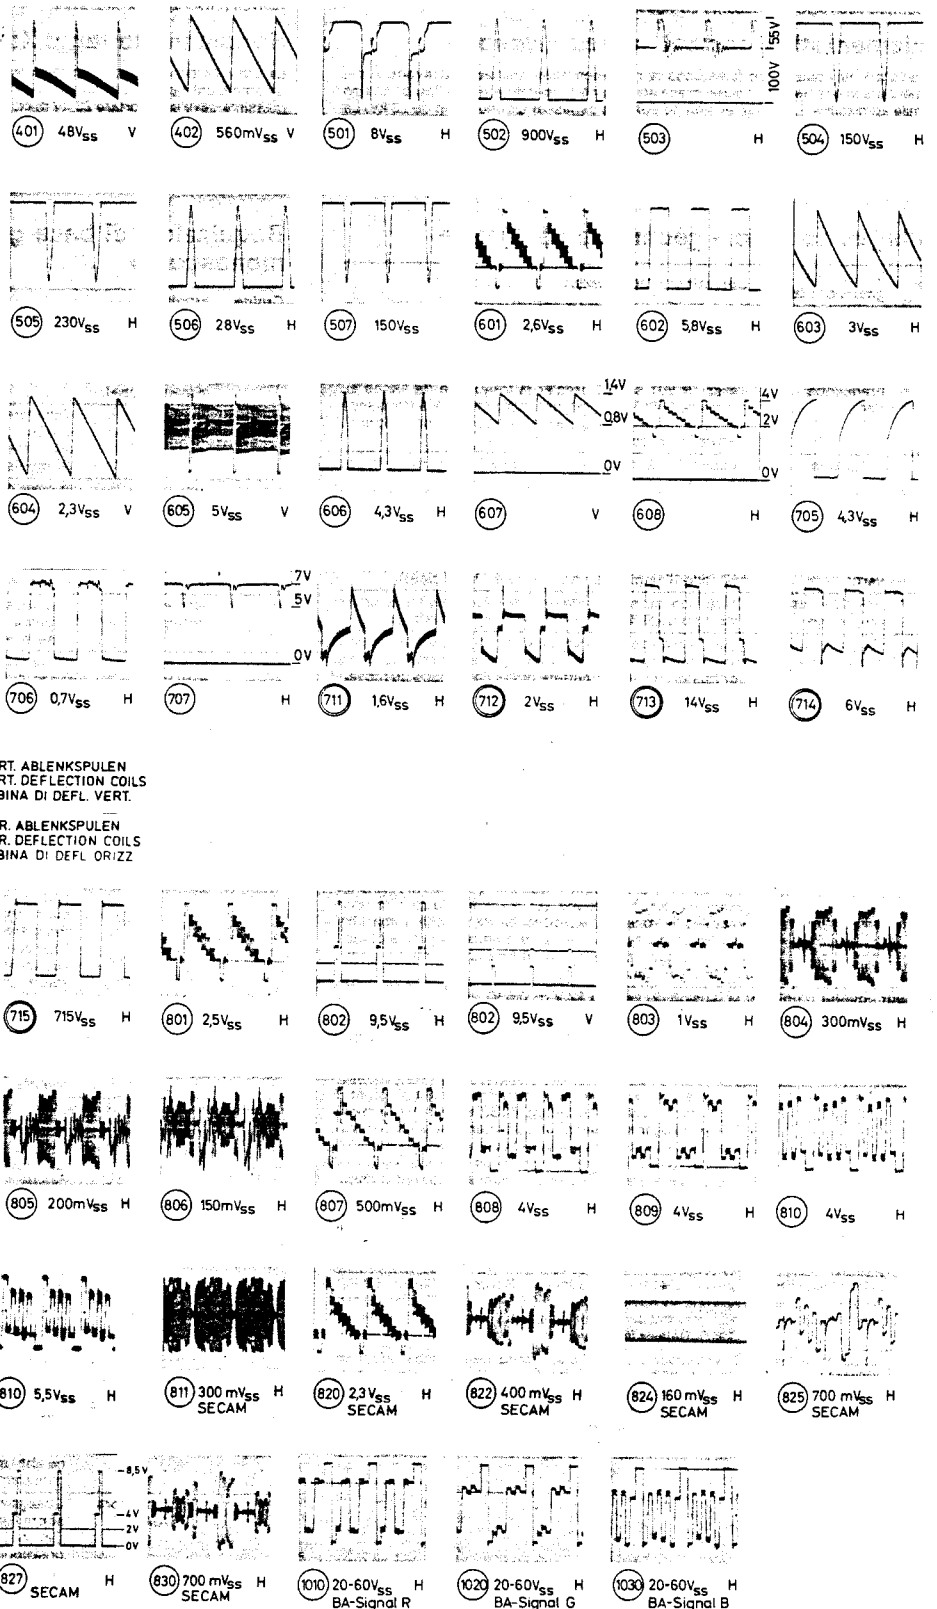 55V
100V
401 48VSS V
402 560mVSS V
501 8VSS H
502 900VSS H
503 H
504 150VSS H
505 230VSS H
506 28VSS H
507 150VSS H
601 2,6VSS H
602 5,8VSS H
603 3VSS H
1,4V
0,8V
0V
4V
2V
0V
604 2,3VSS V
605 5VSS V
606 4,3VSS H
607 V
608 H
705 4,3VSS H
7V
5V
0V
706 0,7VSS H
707 H
711 1,6VSS H
712 2VSS H
713 14VSS H
714 6VSS H
RT. ABLENKSPULEN
RT. DEFLECTION COILS
BINA DI DEFL. VERT.
R. ABLENKSPULEN
R. DEFLECTION COILS
BINA DI DEFL ORIZZ
715 715VSS H
801 2,5VSS H
802 9,5VSS H
802 9,5VSS V
803 1VSS H
804 300mVSS H
805 200mVSS H
806 150mVSS H
807 500mVSS H
808 4VSS H
809 4VSS H
810 4VSS H
810 5,5VSS H
811 300 mVSS H
SECAM
820 2,3VSS H
SECAM
822 400 mVSS H
SECAM
824 160 mVSS H
SECAM
825 700 mVSS H
SECAM
8,5V
4V
2V
0V
827 H
SECAM
830 700 mVSS H
SECAM
1010 20-60VSS H
BA-Signal R
1020 20-60VSS H
BA-Signal G
1030 20-60VSS H
BA-Signal B